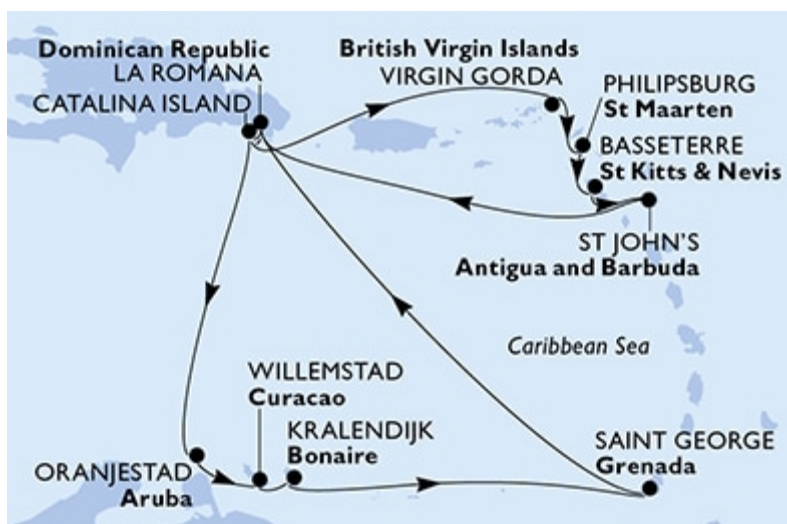 Dominican Republic
LA ROMANA
CATALINA ISLAND
British Virgin Islands
VIRGIN GORDA
PHILIPSBURG
St Maarten
BASSETERRE
St Kitts & Nevis
ST JOHN'S
Antigua and Barbuda
Caribbean Sea
WILLEMSTAD
Curacao
KRALENDIJK
Bonaire
ORANJESTAD
Aruba
SAINT GEORGE
Grenada